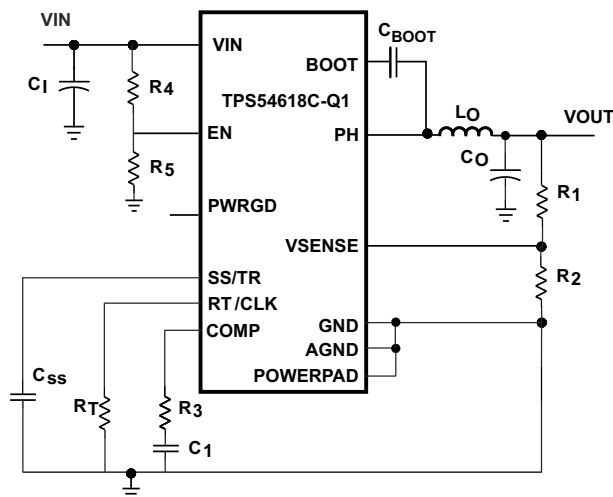 VIN
VIN
CBOOT
BOOT
CI
R4
TPS54618C-Q1
LO
VOUT
EN
PH
R5
CO
R1
PWRGD
VSENSE
SS/TR
R2
RT/CLK
GND
COMP
AGND
POWERPAD
Css
RT
R3
C1